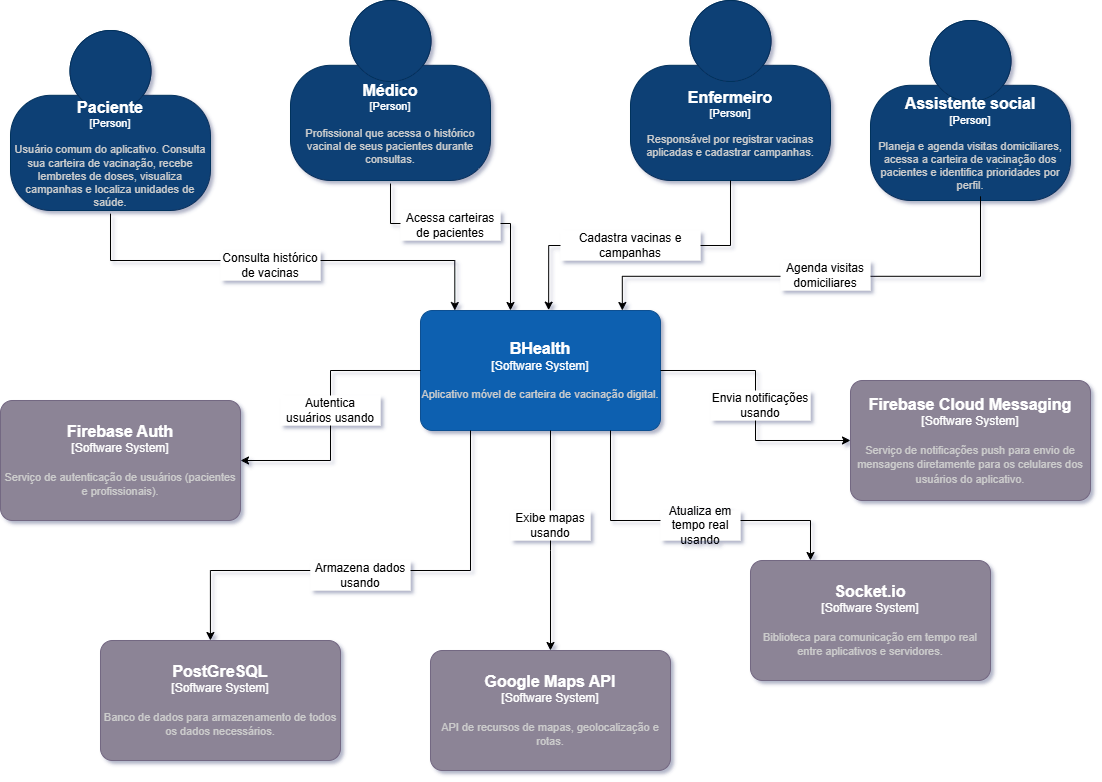 Paciente
[Person]
Usuário comum do aplicativo. Consulta
sua carteira de vacinação, recebe
lembretes de doses, visualiza
campanhas e localiza unidades de
saúde.
Médico
[Person]
Profissional que acessa o histórico
vacinal de seus pacientes durante
consultas.
Enfermeiro
[Person]
Responsável por registrar vacinas
aplicadas e cadastrar campanhas.
Assistente social
[Person]
Planeja e agenda visitas domiciliares,
acessa a carteira de vacinação dos
pacientes e identifica prioridades por
perfil.
Consulta histórico
de vacinas
Acessa carteiras
de pacientes
Cadastra vacinas e
campanhas
Agenda visitas
domiciliares
BHealth
[Software System]
Aplicativo móvel de carteira de vacinação digital.
Autentica
usuários usando
Envia notificações
usando
Firebase Auth
[Software System]
Serviço de autenticação de usuários (pacientes
e profissionais).
Firebase Cloud Messaging
[Software System]
Serviço de notificações push para envio de
mensagens diretamente para os celulares dos
usuários do aplicativo.
Armazena dados
usando
Exibe mapas
usando
Atualiza em
tempo real
usando
PostGreSQL
[Software System]
Banco de dados para armazenamento de todos
os dados necessários.
Google Maps API
[Software System]
API de recursos de mapas, geolocalização e
rotas.
Socket.io
[Software System]
Biblioteca para comunicação em tempo real
entre aplicativos e servidores.